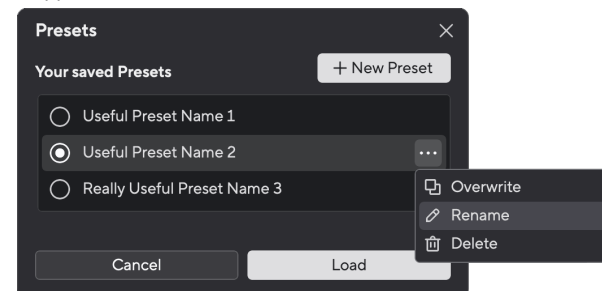 Presets
Your saved Presets
+ New Preset
Useful Preset Name 1
Useful Preset Name 2
Really Useful Preset Name 3
Overwrite
Rename
Delete
Cancel
Load